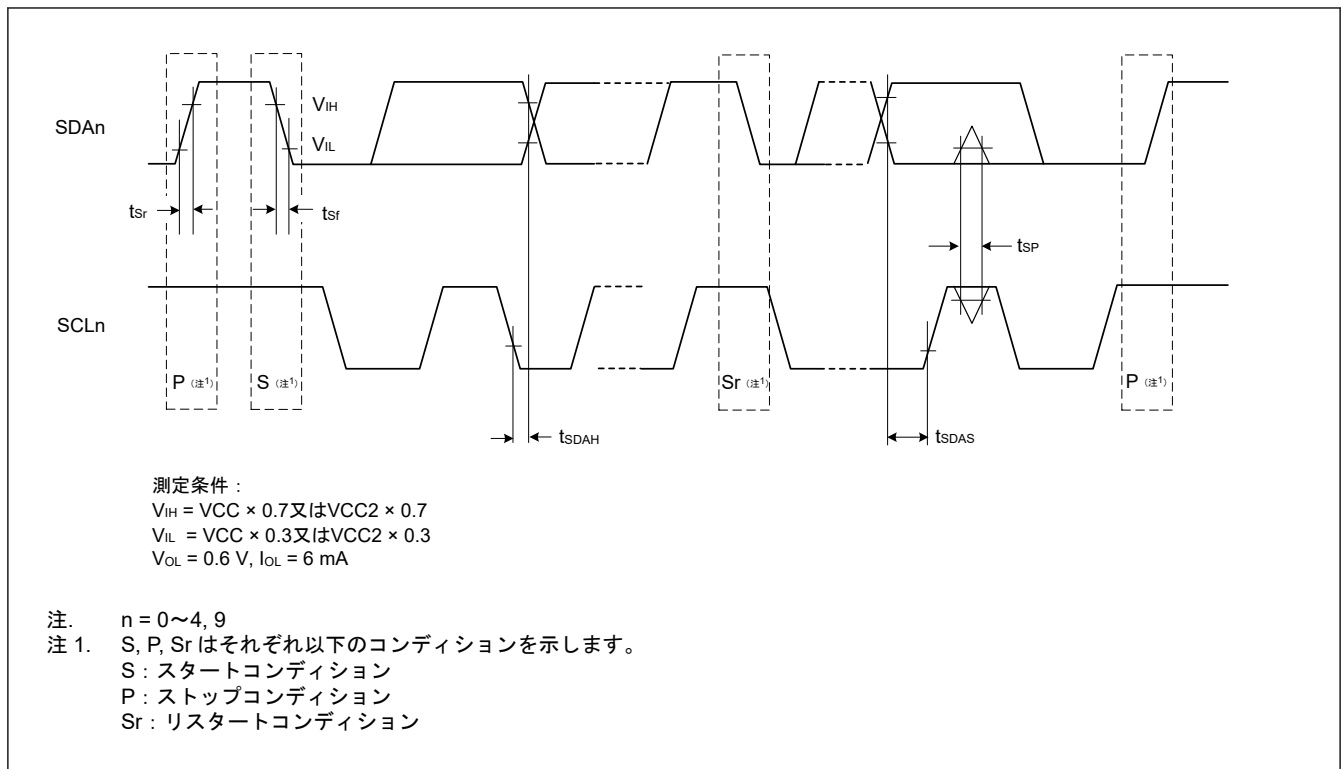 SDAn
VIH
VIL
tSr
tSf
tSP
SCLn
P (注1)
S (注1)
Sr (注1)
P (注1)
tSDAH
tSDAS
測定条件：
VIH = VCC × 0.7又はVCC2 × 0.7
VIL = VCC × 0.3又はVCC2 × 0.3
VOL = 0.6 V, IOL = 6 mA
注. n = 0～4, 9
注 1. S, P, Sr はそれぞれ以下のコンディションを示します。
S：スタートコンディション
P：ストップコンディション
Sr：リスタートコンディション